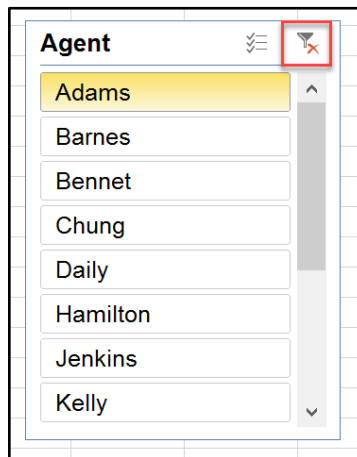 Agent
Adams
Barnes
Bennet
Chung
Daily
Hamilton
Jenkins
Kelly